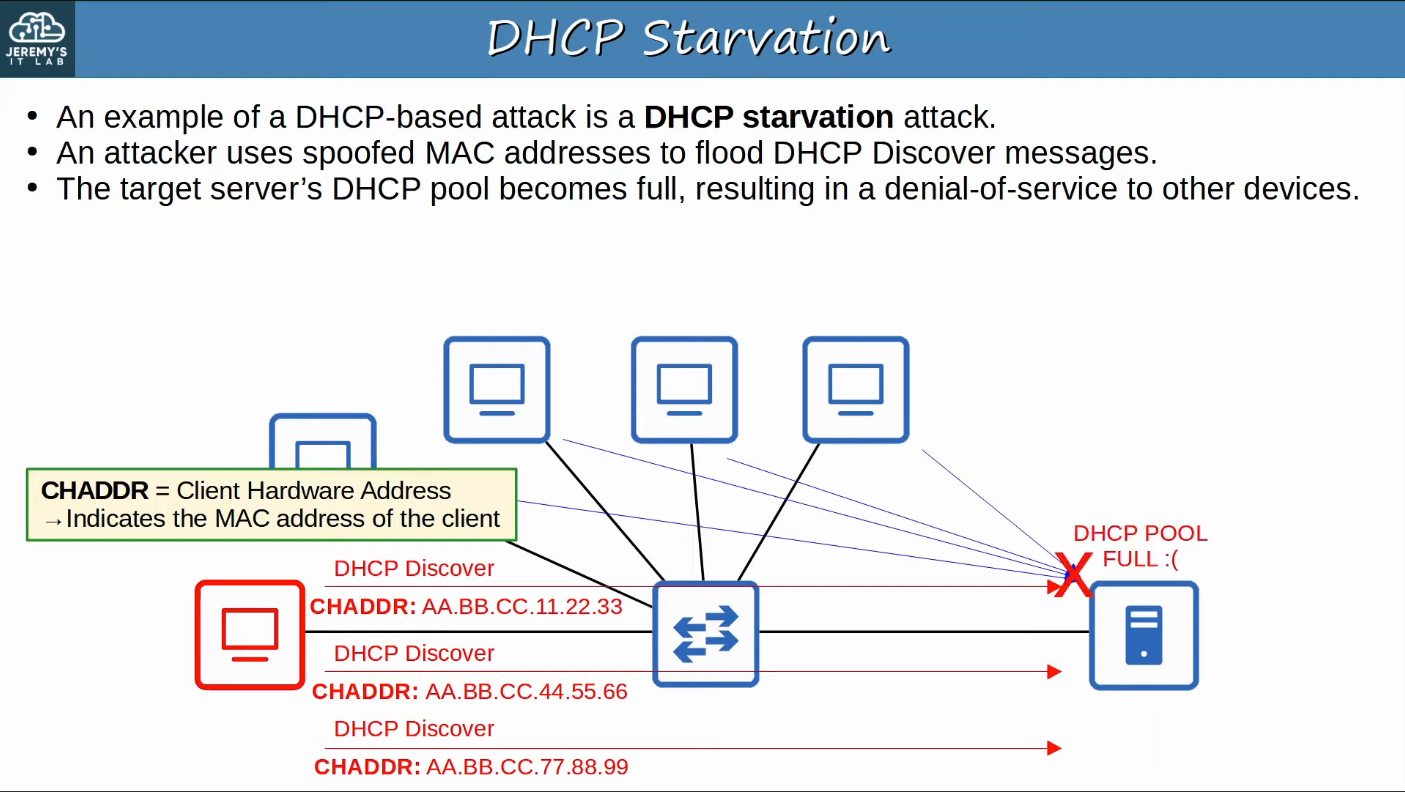 JEREMY'S
IT LAB
DHCP Starvation
• An example of a DHCP-based attack is a DHCP starvation attack.
• An attacker uses spoofed MAC addresses to flood DHCP Discover messages.
• The target server's DHCP pool becomes full, resulting in a denial-of-service to other devices.
CHADDR = Client Hardware Address
→Indicates the MAC address of the client
DHCP POOL
FULL :(
X
DHCP Discover
CHADDR: AA.BB.CC.11.22.33
DHCP Discover
CHADDR: AA.BB.CC.44.55.66
DHCP Discover
CHADDR: AA.BB.CC.77.88.99